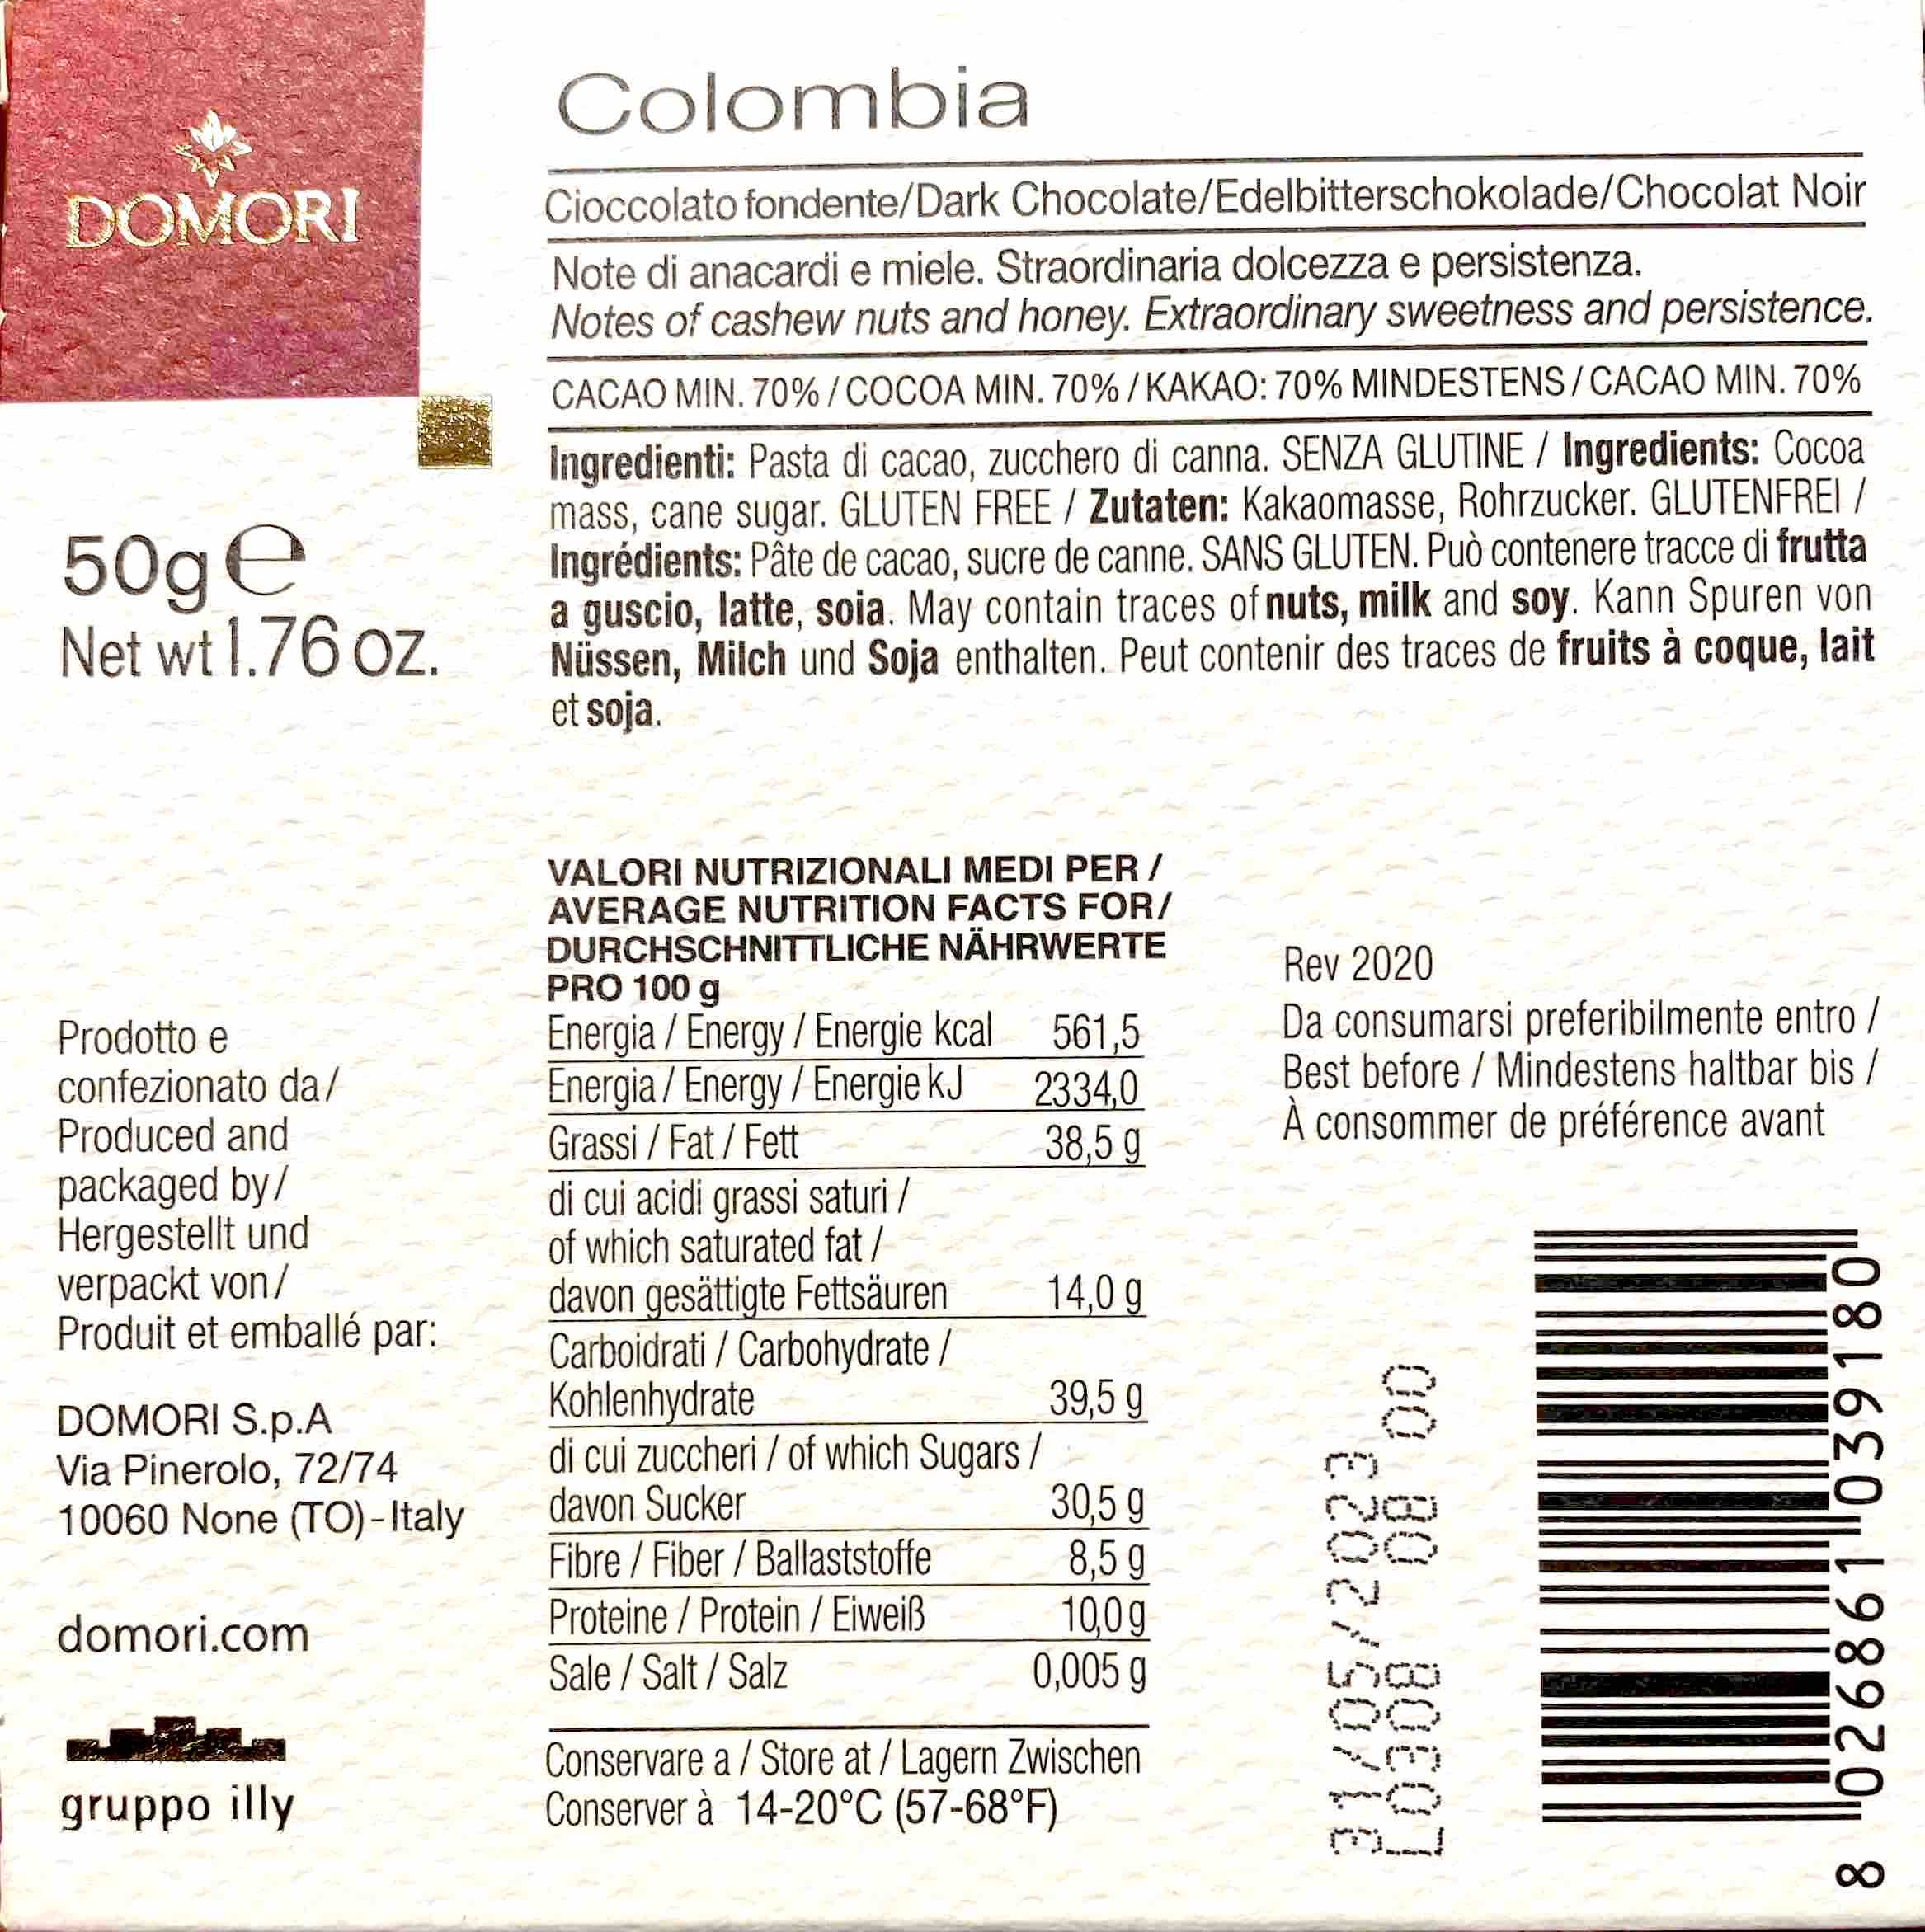 DOMORI
50g e
Net wt 1.76 oz.
Colombia
Cioccolato fondente/Dark Chocolate/Edelbitterschokolade/Chocolat Noir
Note di anacardi e miele. Straordinaria dolcezza e persistenza.
Notes of cashew nuts and honey. Extraordinary sweetness and persistence.
CACAO MIN. 70% / COCOA MIN. 70% / KAKAO: 70% MINDESTENS / CACAO MIN. 70%
Ingredienti: Pasta di cacao, zucchero di canna. SENZA GLUTINE / Ingredients: Cocoa
mass, cane sugar. GLUTEN FREE / Zutaten: Kakaomasse, Rohrzucker. GLUTENFREI /
Ingrédients: Pâte de cacao, sucre de canne. SANS GLUTEN. Può contenere tracce di frutta
a guscio, latte, soia. May contain traces of nuts, milk and soy. Kann Spuren von
Nüssen, Milch und Soja enthalten. Peut contenir des traces de fruits à coque, lait
et soja.
Prodotto e
confezionato da/
Produced and
packaged by/
Hergestellt und
verpackt von/
Produit et emballé par:
DOMORI S.p.A
Via Pinerolo, 72/74
10060 None (TO) - Italy
domori.com
gruppo illy
VALORI NUTRIZIONALI MEDI PER /
AVERAGE NUTRITION FACTS FOR/
DURCHSCHNITTLICHE NÄHRWERTE
PRO 100 g
Energia / Energy / Energie kcal 561,5
Energia / Energy / Energie kJ 2334,0
Grassi / Fat / Fett 38,5 g
di cui acidi grassi saturi /
of which saturated fat /
davon gesättigte Fettsäuren 14,0 g
Carboidrati / Carbohydrate /
Kohlenhydrate 39,5 g
di cui zuccheri / of which Sugars /
davon Sucker 30,5 g
Fibre / Fiber / Ballaststoffe 8,5 g
Proteine / Protein / Eiweiß 10,0 g
Sale / Salt / Salz 0,005 g
Conservare a / Store at / Lagern Zwischen
Conserver à 14-20°C (57-68°F)
Rev 2020
Da consumarsi preferibilmente entro /
Best before / Mindestens haltbar bis /
À consommer de préférence avant
31/05/2023
L0308 08 00
8 026861 039180